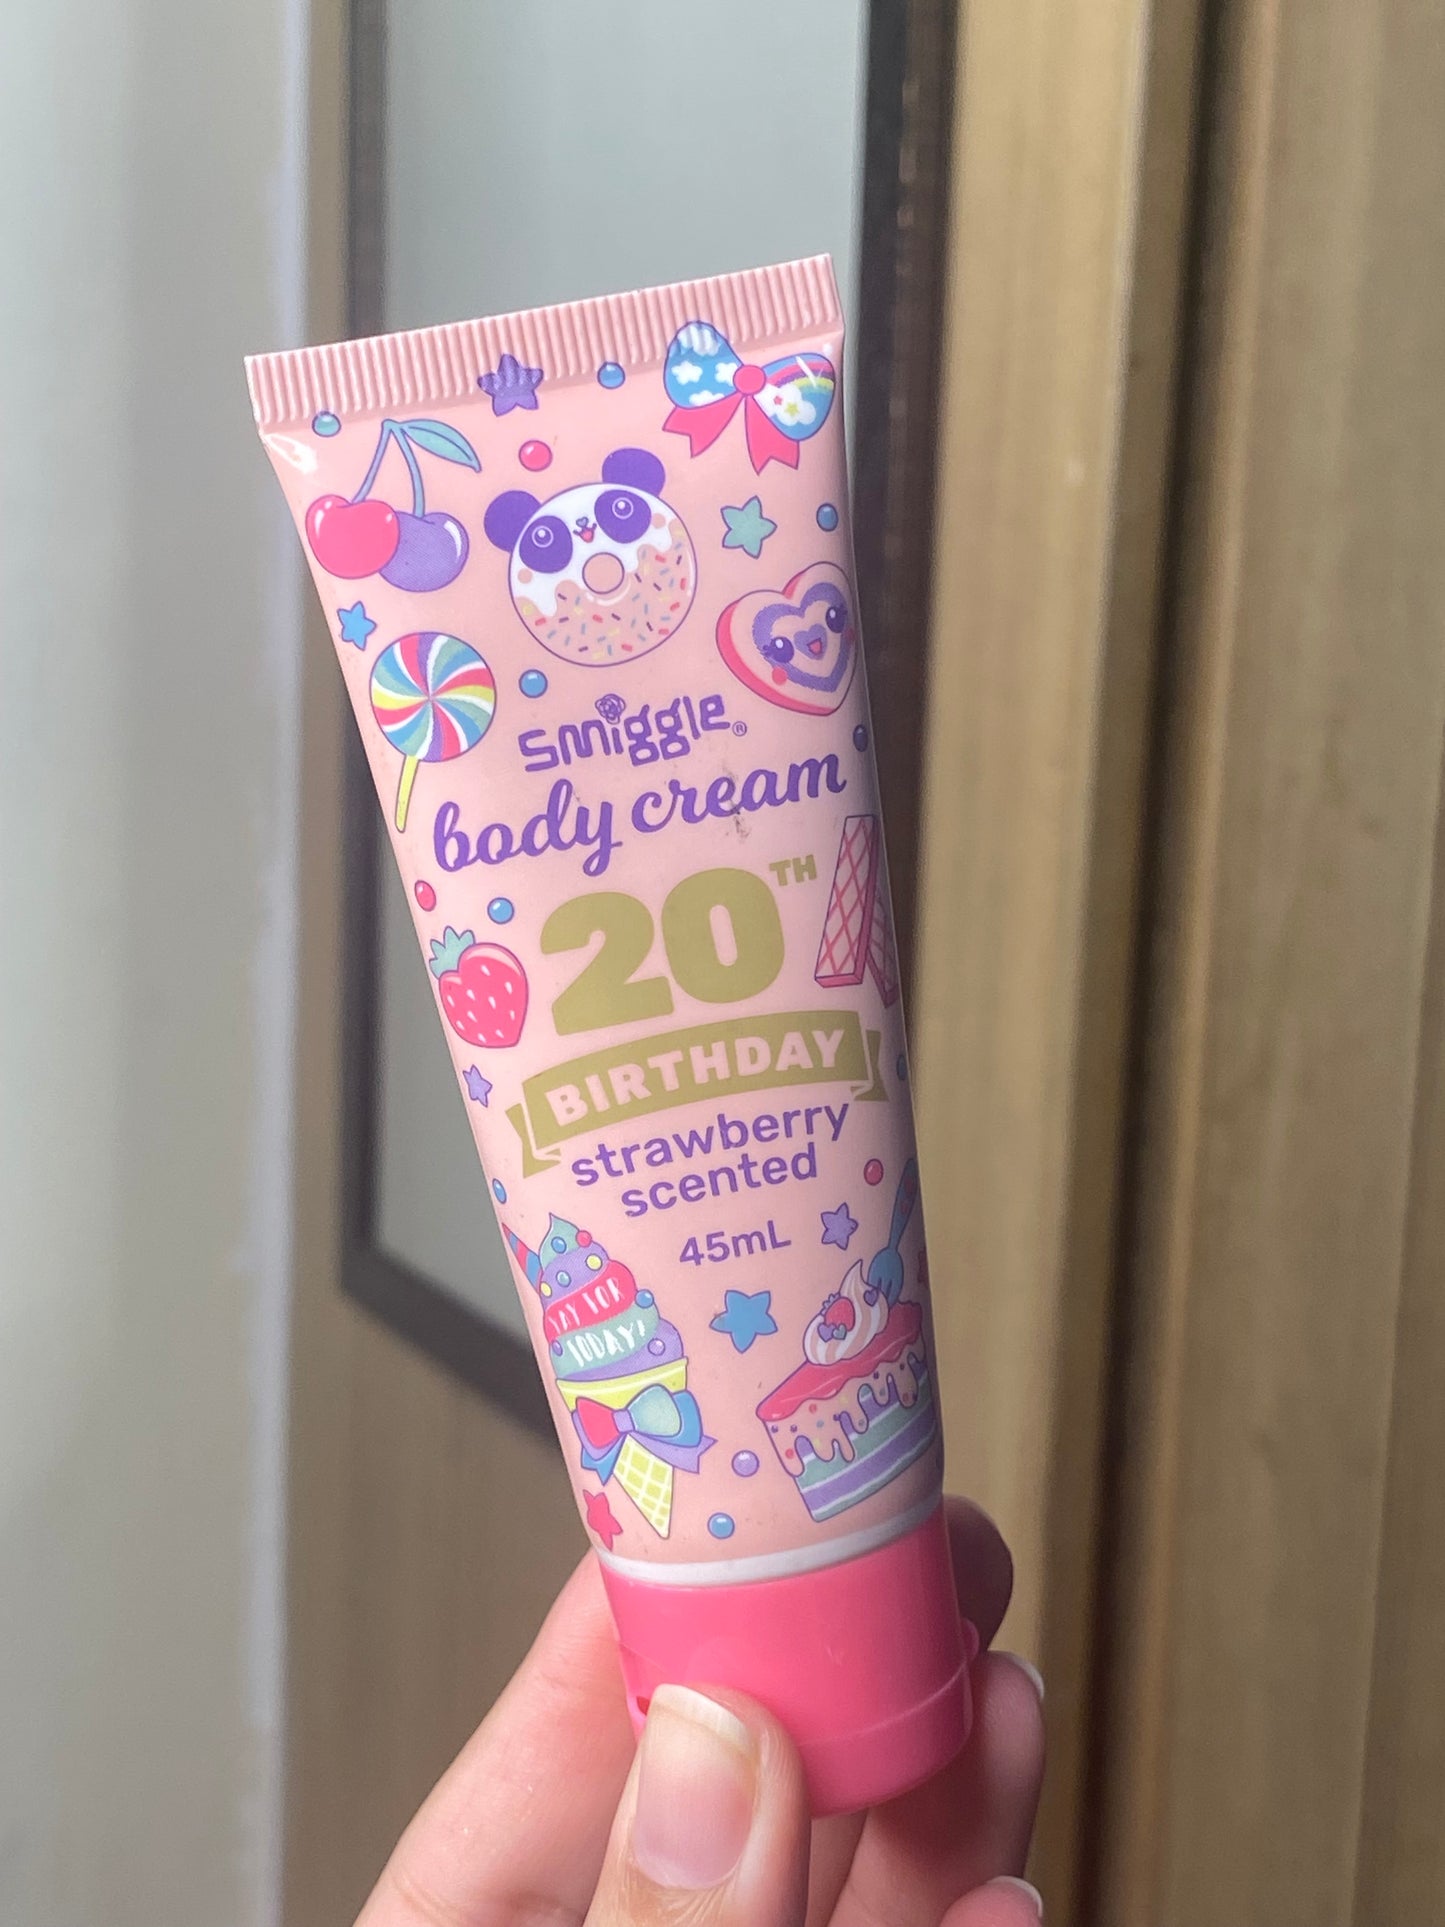 smiggle®
body cream
20TH
BIRTHDAY
strawberry
scented
45mL
YAY FOR
TODAY!